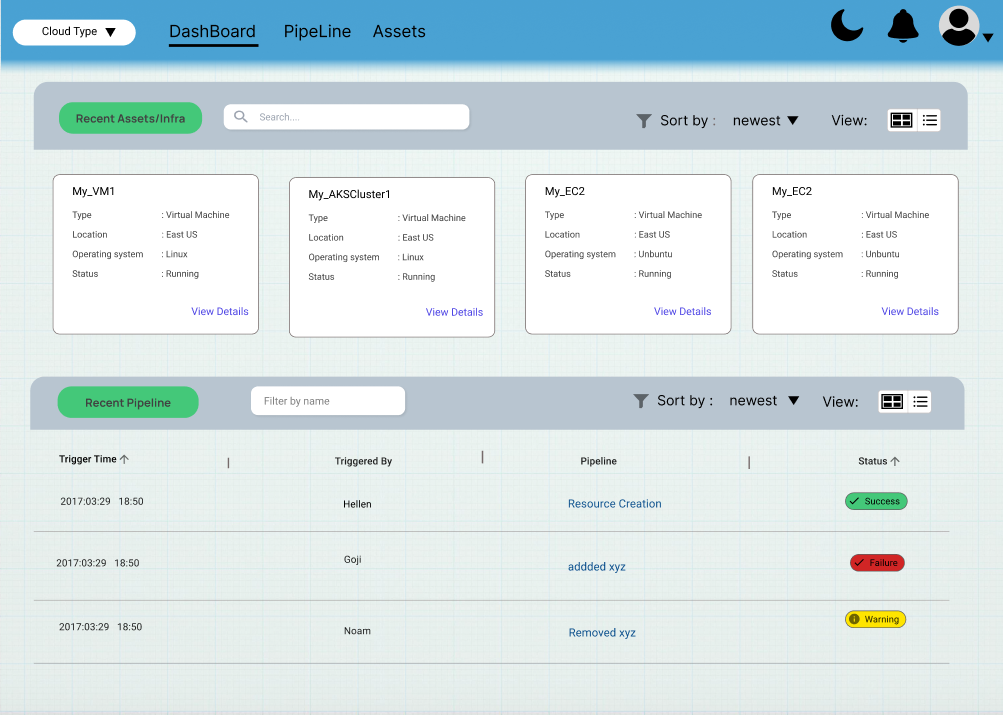 Cloud Type
DashBoard PipeLine Assets
Recent Assets/Infra
Search....
Sort by : newest
View:
My_VM1
Type : Virtual Machine
Location : East US
Operating system : Linux
Status : Running
View Details
My_AKSCluster1
Type : Virtual Machine
Location : East US
Operating system : Linux
Status : Running
View Details
My_EC2
Type : Virtual Machine
Location : East US
Operating system : Unbuntu
Status : Running
View Details
My_EC2
Type : Virtual Machine
Location : East US
Operating system : Unbuntu
Status : Running
View Details
Recent Pipeline
Filter by name
Sort by : newest
View:
Trigger Time | Triggered By | Pipeline | Status
2017:03:29 18:50 Hellen Resource Creation Success
2017:03:29 18:50 Goji addded xyz Failure
2017:03:29 18:50 Noam Removed xyz Warning